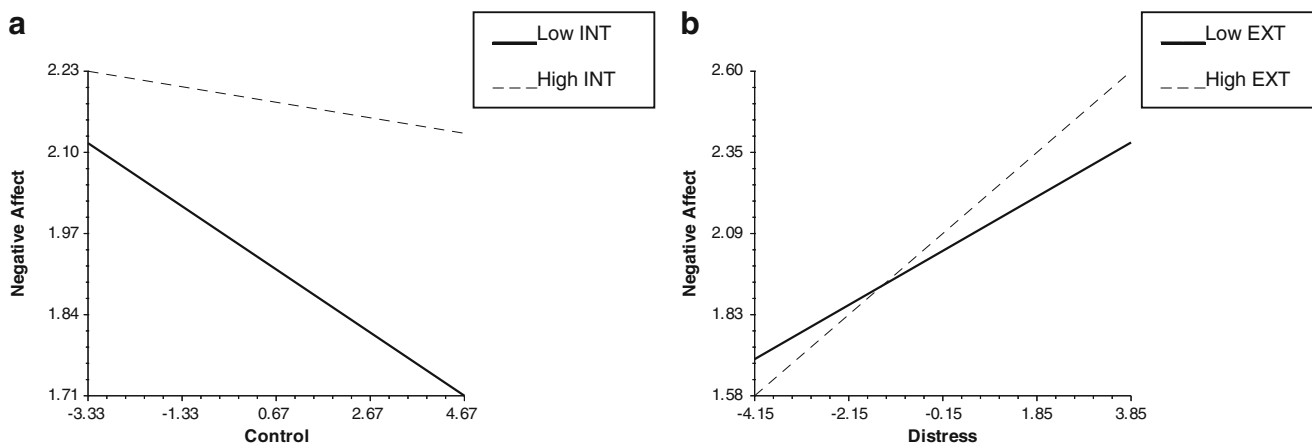 a
Low INT
High INT
2.23
2.10
1.97
1.84
1.71
Negative Affect
-3.33 -1.33 0.67 2.67 4.67
Control
b
Low EXT
High EXT
2.60
2.35
2.09
1.83
1.58
Negative Affect
-4.15 -2.15 -0.15 1.85 3.85
Distress